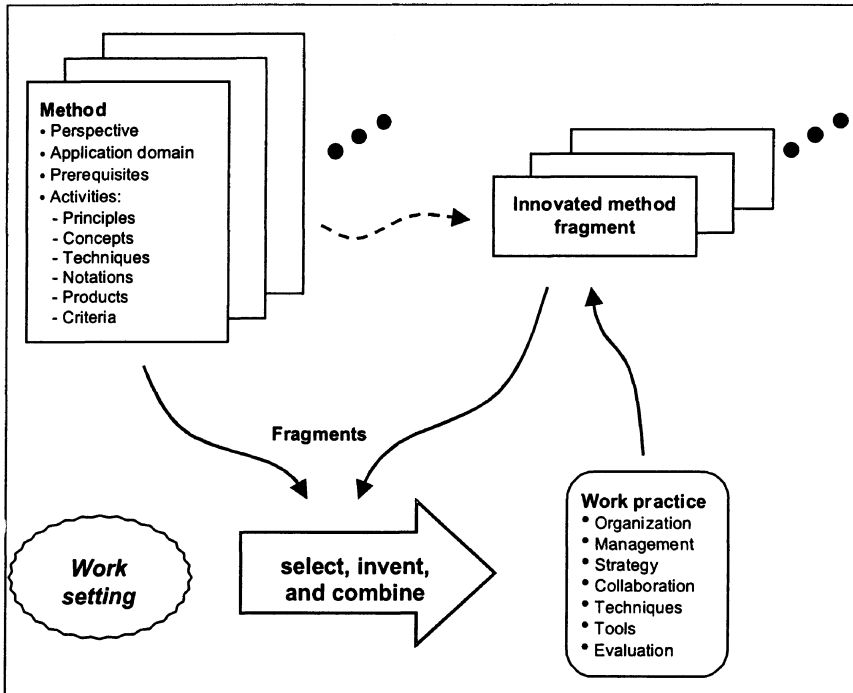 Method
• Perspective
• Application domain
• Prerequisites
• Activities:
- Principles
- Concepts
- Techniques
- Notations
- Products
- Criteria
Innovated method
fragment
Fragments
Work
setting
select, invent,
and combine
Work practice
• Organization
• Management
• Strategy
• Collaboration
• Techniques
• Tools
• Evaluation